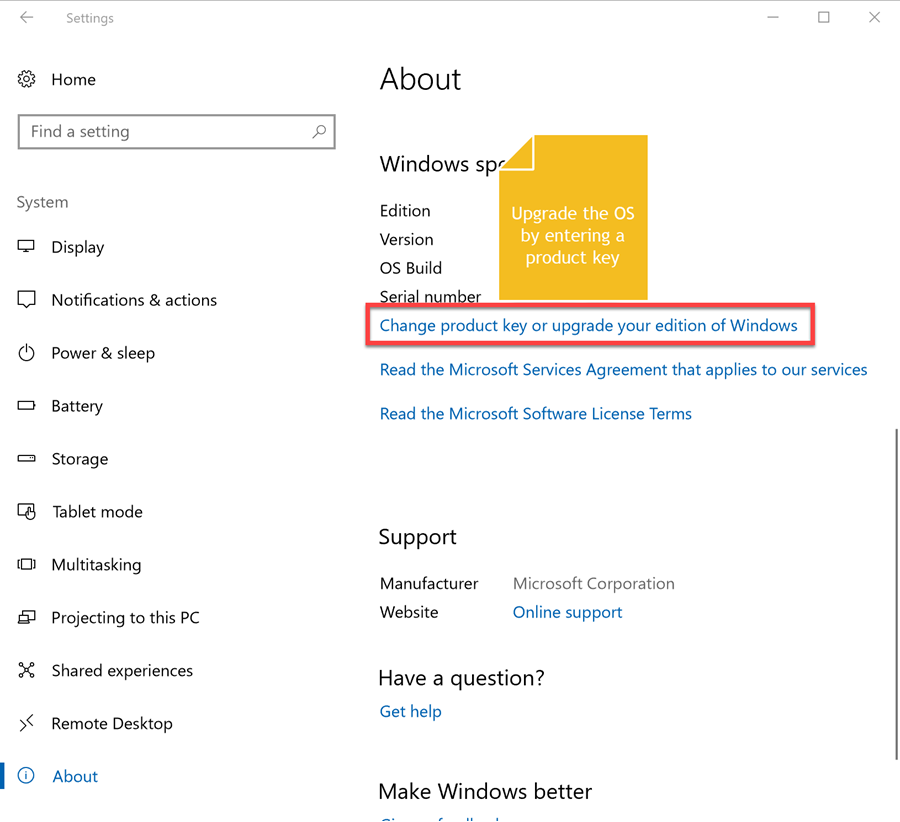 Settings
Home
Find a setting
System
Display
Notifications & actions
Power & sleep
Battery
Storage
Tablet mode
Multitasking
Projecting to this PC
Shared experiences
Remote Desktop
About
About
Windows
Edition
Version
OS Build
Serial number
Upgrade the OS
by entering a
product key
Change product key or upgrade your edition of Windows
Read the Microsoft Services Agreement that applies to our services
Read the Microsoft Software License Terms
Support
Manufacturer Microsoft Corporation
Website Online support
Have a question?
Get help
Make Windows better